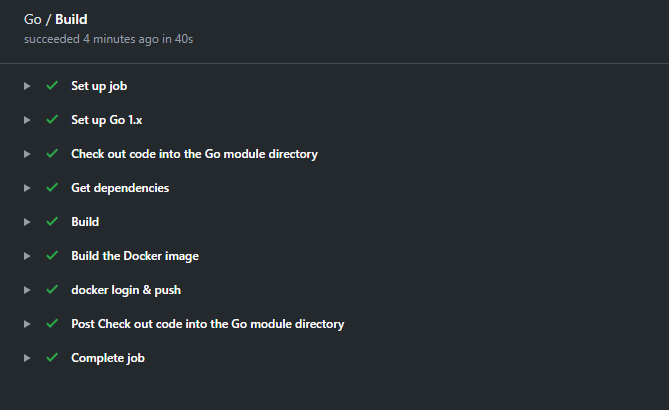 Go / Build
succeeded 4 minutes ago in 40s
Set up job
Set up Go 1.x
Check out code into the Go module directory
Get dependencies
Build
Build the Docker image
docker login & push
Post Check out code into the Go module directory
Complete job